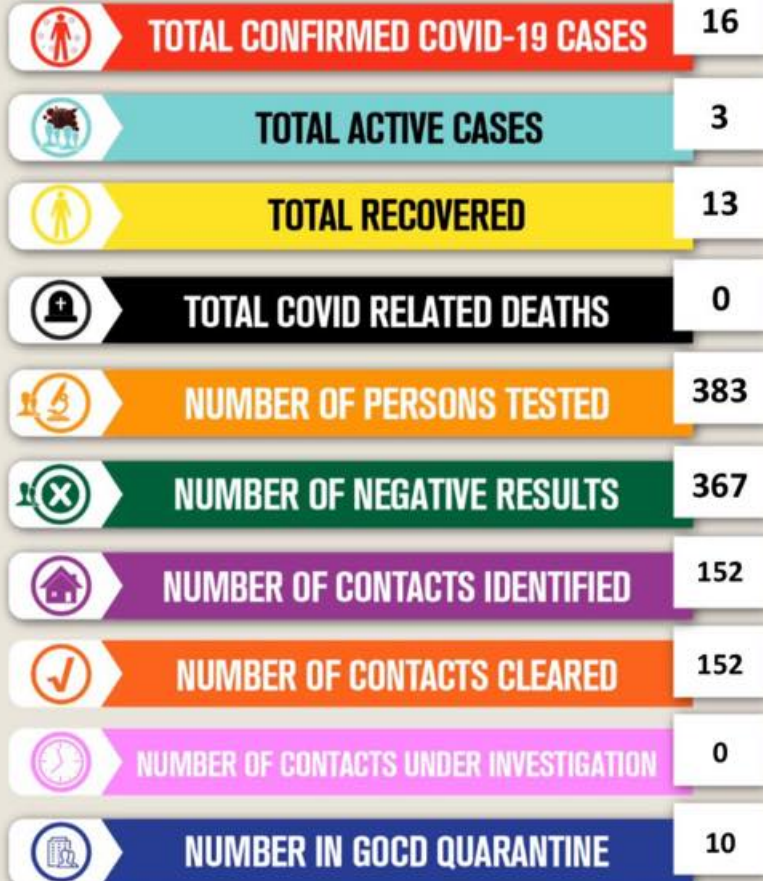 TOTAL CONFIRMED COVID-19 CASES 16
TOTAL ACTIVE CASES 3
TOTAL RECOVERED 13
TOTAL COVID RELATED DEATHS 0
NUMBER OF PERSONS TESTED 383
NUMBER OF NEGATIVE RESULTS 367
NUMBER OF CONTACTS IDENTIFIED 152
NUMBER OF CONTACTS CLEARED 152
NUMBER OF CONTACTS UNDER INVESTIGATION 0
NUMBER IN GOCD QUARANTINE 10